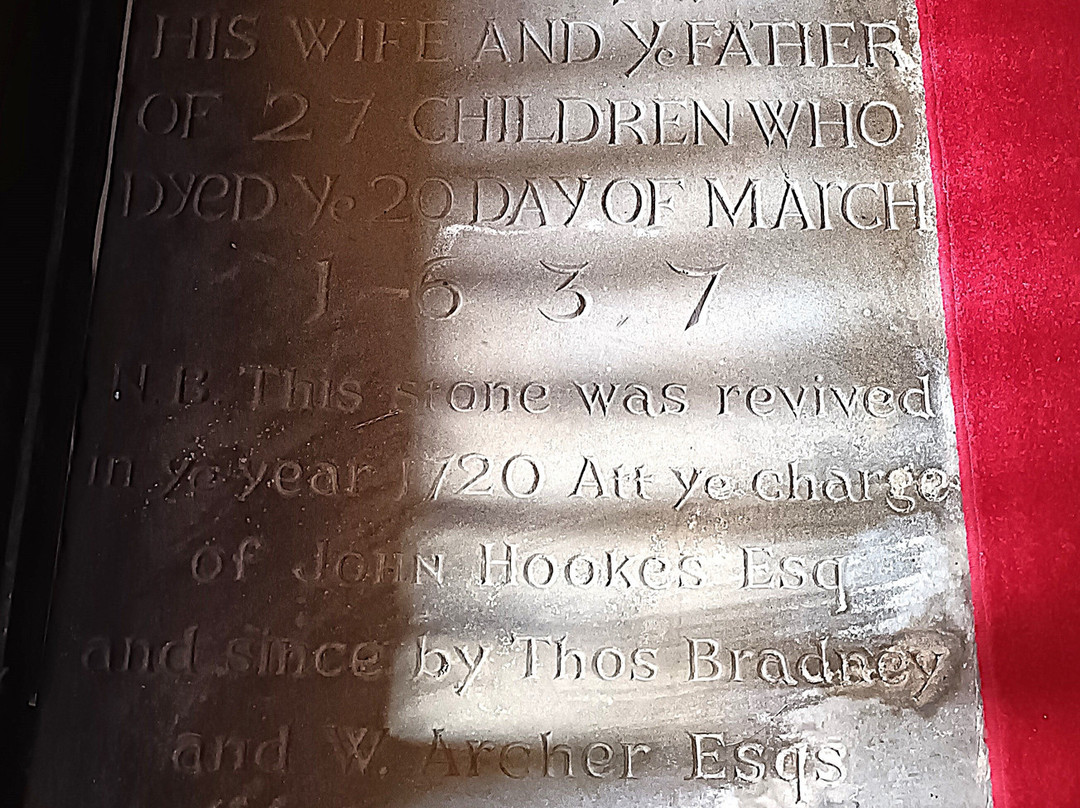 HIS WIFE AND Ye FATHER
OF 27 CHILDREN WHO
DYED Ye 20 DAY OF MARCH
1637
N.B. This stone was revived
in ye year 1720 Att ye charge
of John Hookes Esq
and since by Thos Bradney
and W. Archer Esqs